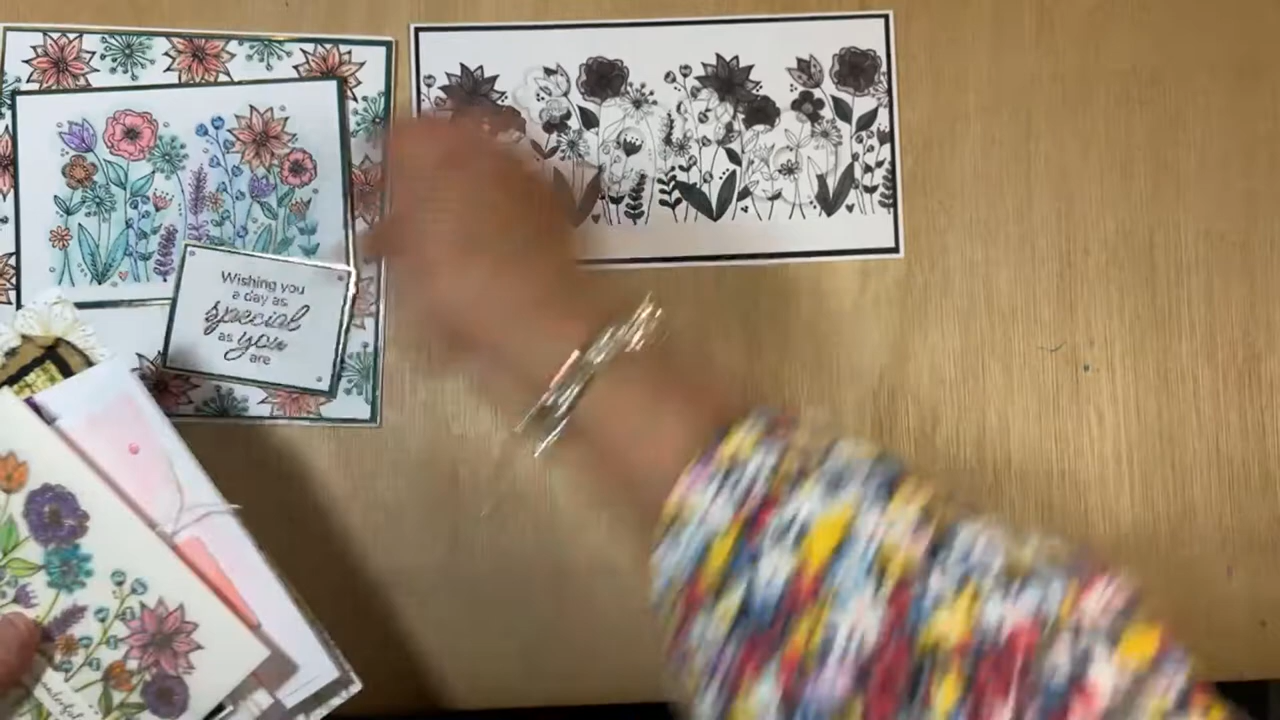 Wishing you
a day as
special
as you
are